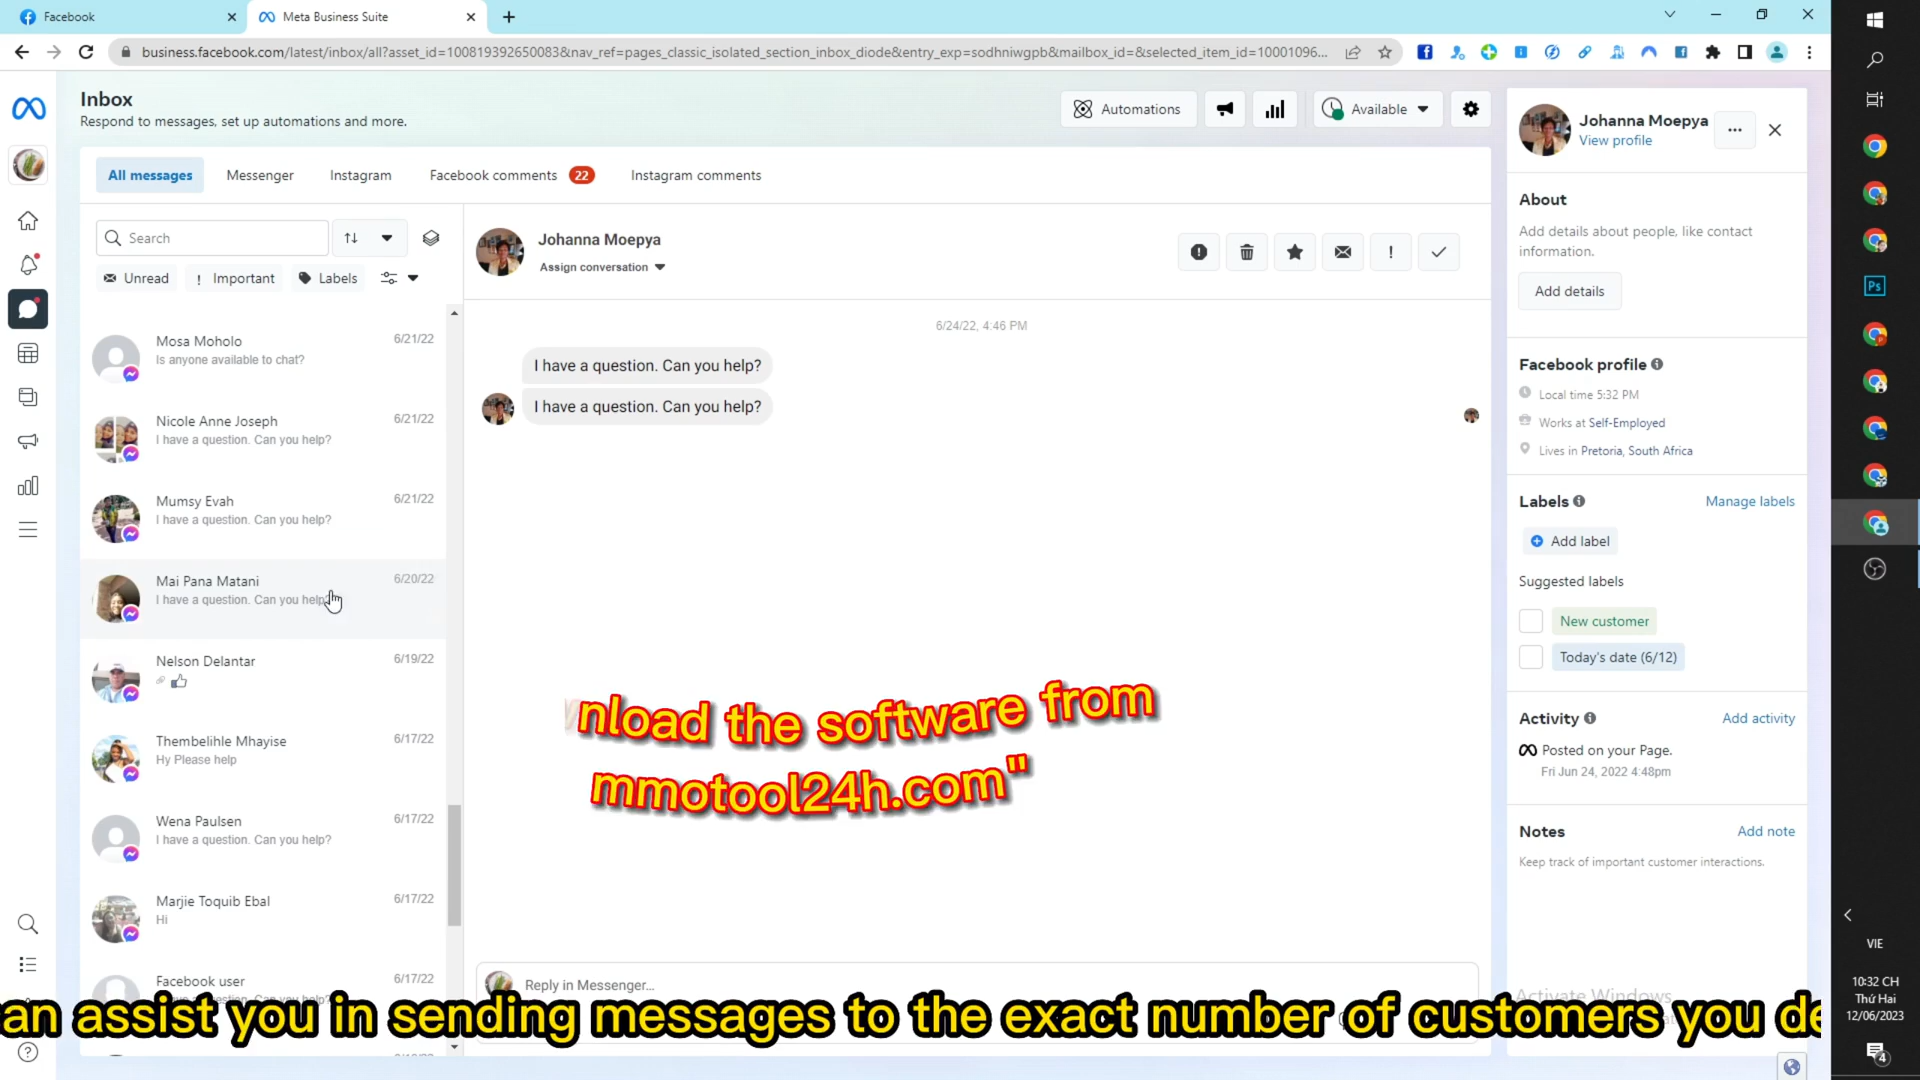 Facebook
Meta Business Suite
business.facebook.com/latest/inbox/all?asset_id=100819392650083&nav_ref=pages_classic_isolated_section_inbox_diode&entry_exp=sodhniwgpb&mailbox_id=&selected_item_id=10001096...
Inbox
Respond to messages, set up automations and more.
Automations
Available
All messages
Messenger
Instagram
Facebook comments 22
Instagram comments
Search
Unread
! Important
Labels
Mosa Moholo 6/21/22
Is anyone available to chat?
Nicole Anne Joseph 6/21/22
I have a question. Can you help?
Mumsy Evah 6/21/22
I have a question. Can you help?
Mai Pana Matani 6/20/22
I have a question. Can you help?
Nelson Delantar 6/19/22
Thembelihle Mhayise 6/17/22
Hy Please help
Wena Paulsen 6/17/22
I have a question. Can you help?
Marjie Toquib Ebal 6/17/22
Hi
Facebook user 6/17/22
Johanna Moepya
Assign conversation
6/24/22, 4:46 PM
I have a question. Can you help?
I have a question. Can you help?
nload the software from
mmotool24h.com"
Reply in Messenger...
an assist you in sending messages to the exact number of customers you de
Johanna Moepya
View profile
About
Add details about people, like contact
information.
Add details
Facebook profile
Local time 5:32 PM
Works at Self-Employed
Lives in Pretoria, South Africa
Labels
Manage labels
Add label
Suggested labels
New customer
Today's date (6/12)
Activity
Add activity
Posted on your Page.
Fri Jun 24, 2022 4:48pm
Notes
Add note
Keep track of important customer interactions.
Activate Windows
Ps
VIE
10:32 CH
Thứ Hai
12/06/2023
4